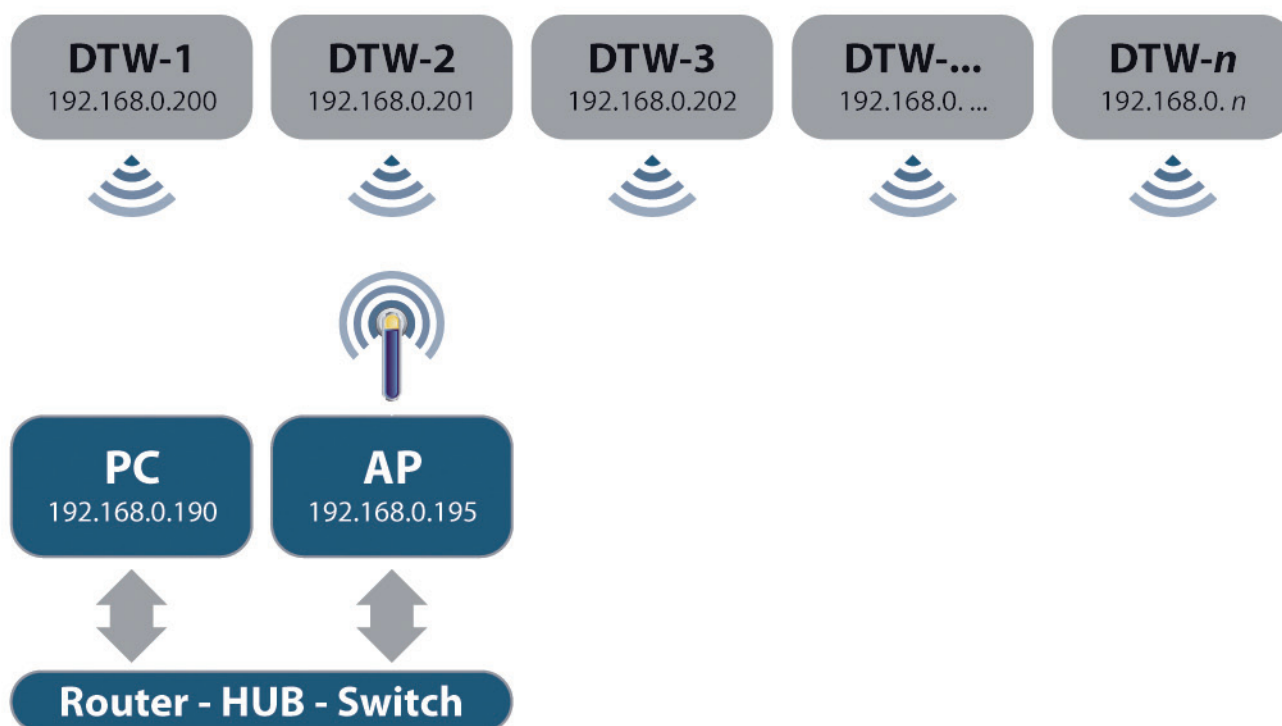 DTW-1
192.168.0.200
DTW-2
192.168.0.201
DTW-3
192.168.0.202
DTW-...
192.168.0. ...
DTW-n
192.168.0. n
PC
192.168.0.190
AP
192.168.0.195
Router - HUB - Switch